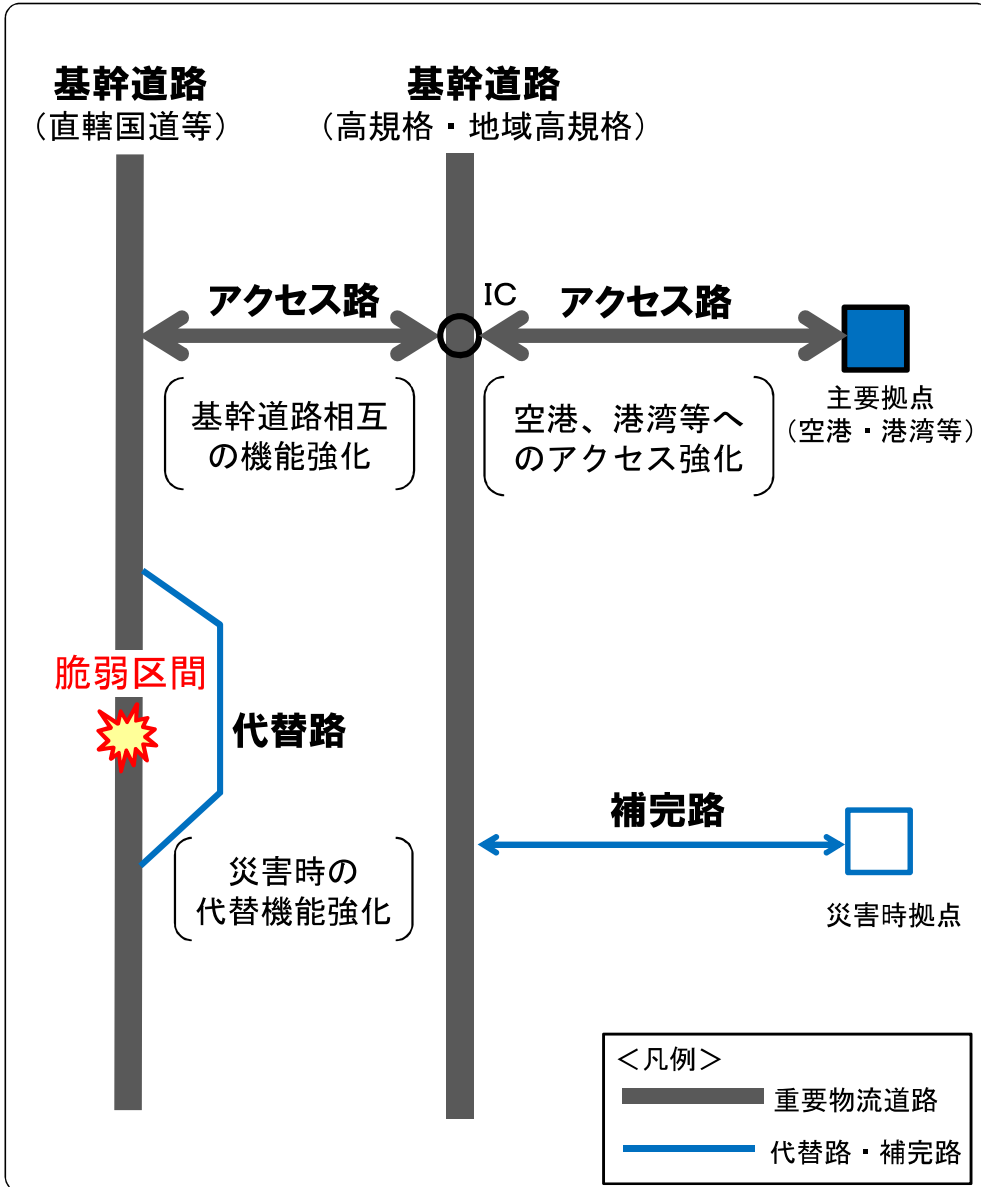 基幹道路
（直轄国道等）
基幹道路
（高規格・地域高規格）
アクセス路
IC
アクセス路
基幹道路相互
の機能強化
空港、港湾等へ
のアクセス強化
主要拠点
（空港・港湾等）
脆弱区間
代替路
災害時の
代替機能強化
補完路
災害時拠点
＜凡例＞
重要物流道路
代替路・補完路